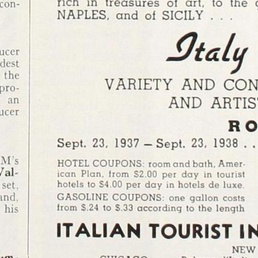 con-
rich in treasures of art, to the
NAPLES, and of SICILY . . .
Italy
VARIETY AND CON
AND ARTIS
RO
Sept. 23, 1937 — Sept. 23, 1938 . .
HOTEL COUPONS: room and bath, Amer-
ican Plan, from $2.00 per day in tourist
hotels to $4.00 per day in hotels de luxe.
GASOLINE COUPONS: one gallon costs
from $.24 to $.33 according to the length
ITALIAN TOURIST IN
NEW
CHICAGO
ucer
dest
the
pro-
an
ucer
M's
Val-
set,
and,
his